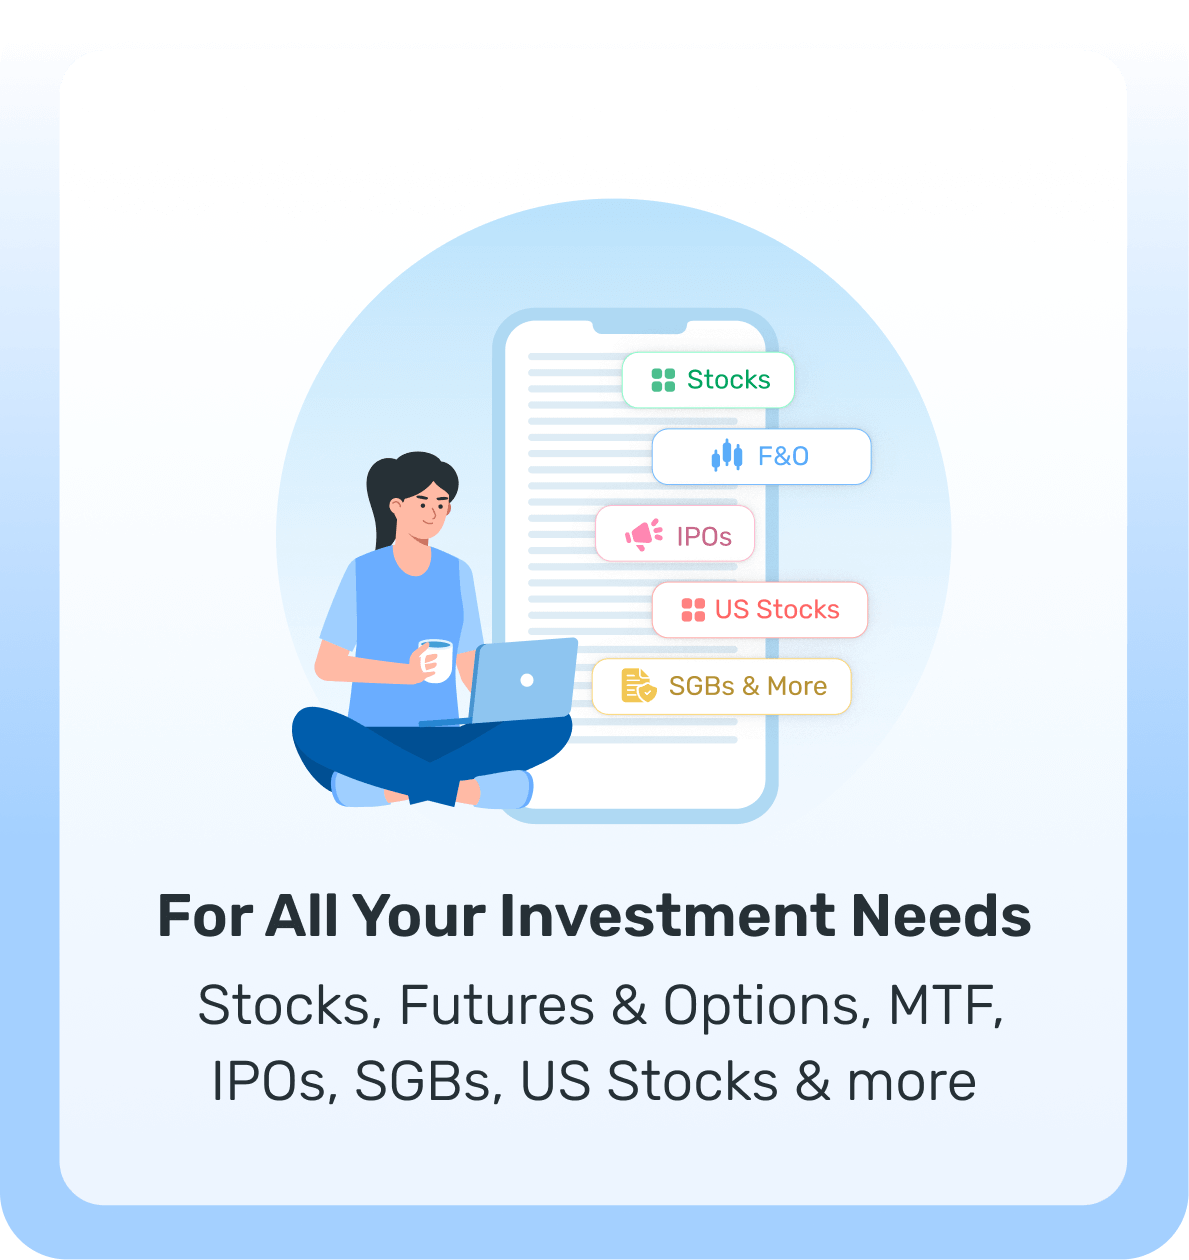 Stocks
F&O
IPOs
US Stocks
SGBs & More
For All Your Investment Needs
Stocks, Futures & Options, MTF,
IPOs, SGBs, US Stocks & more